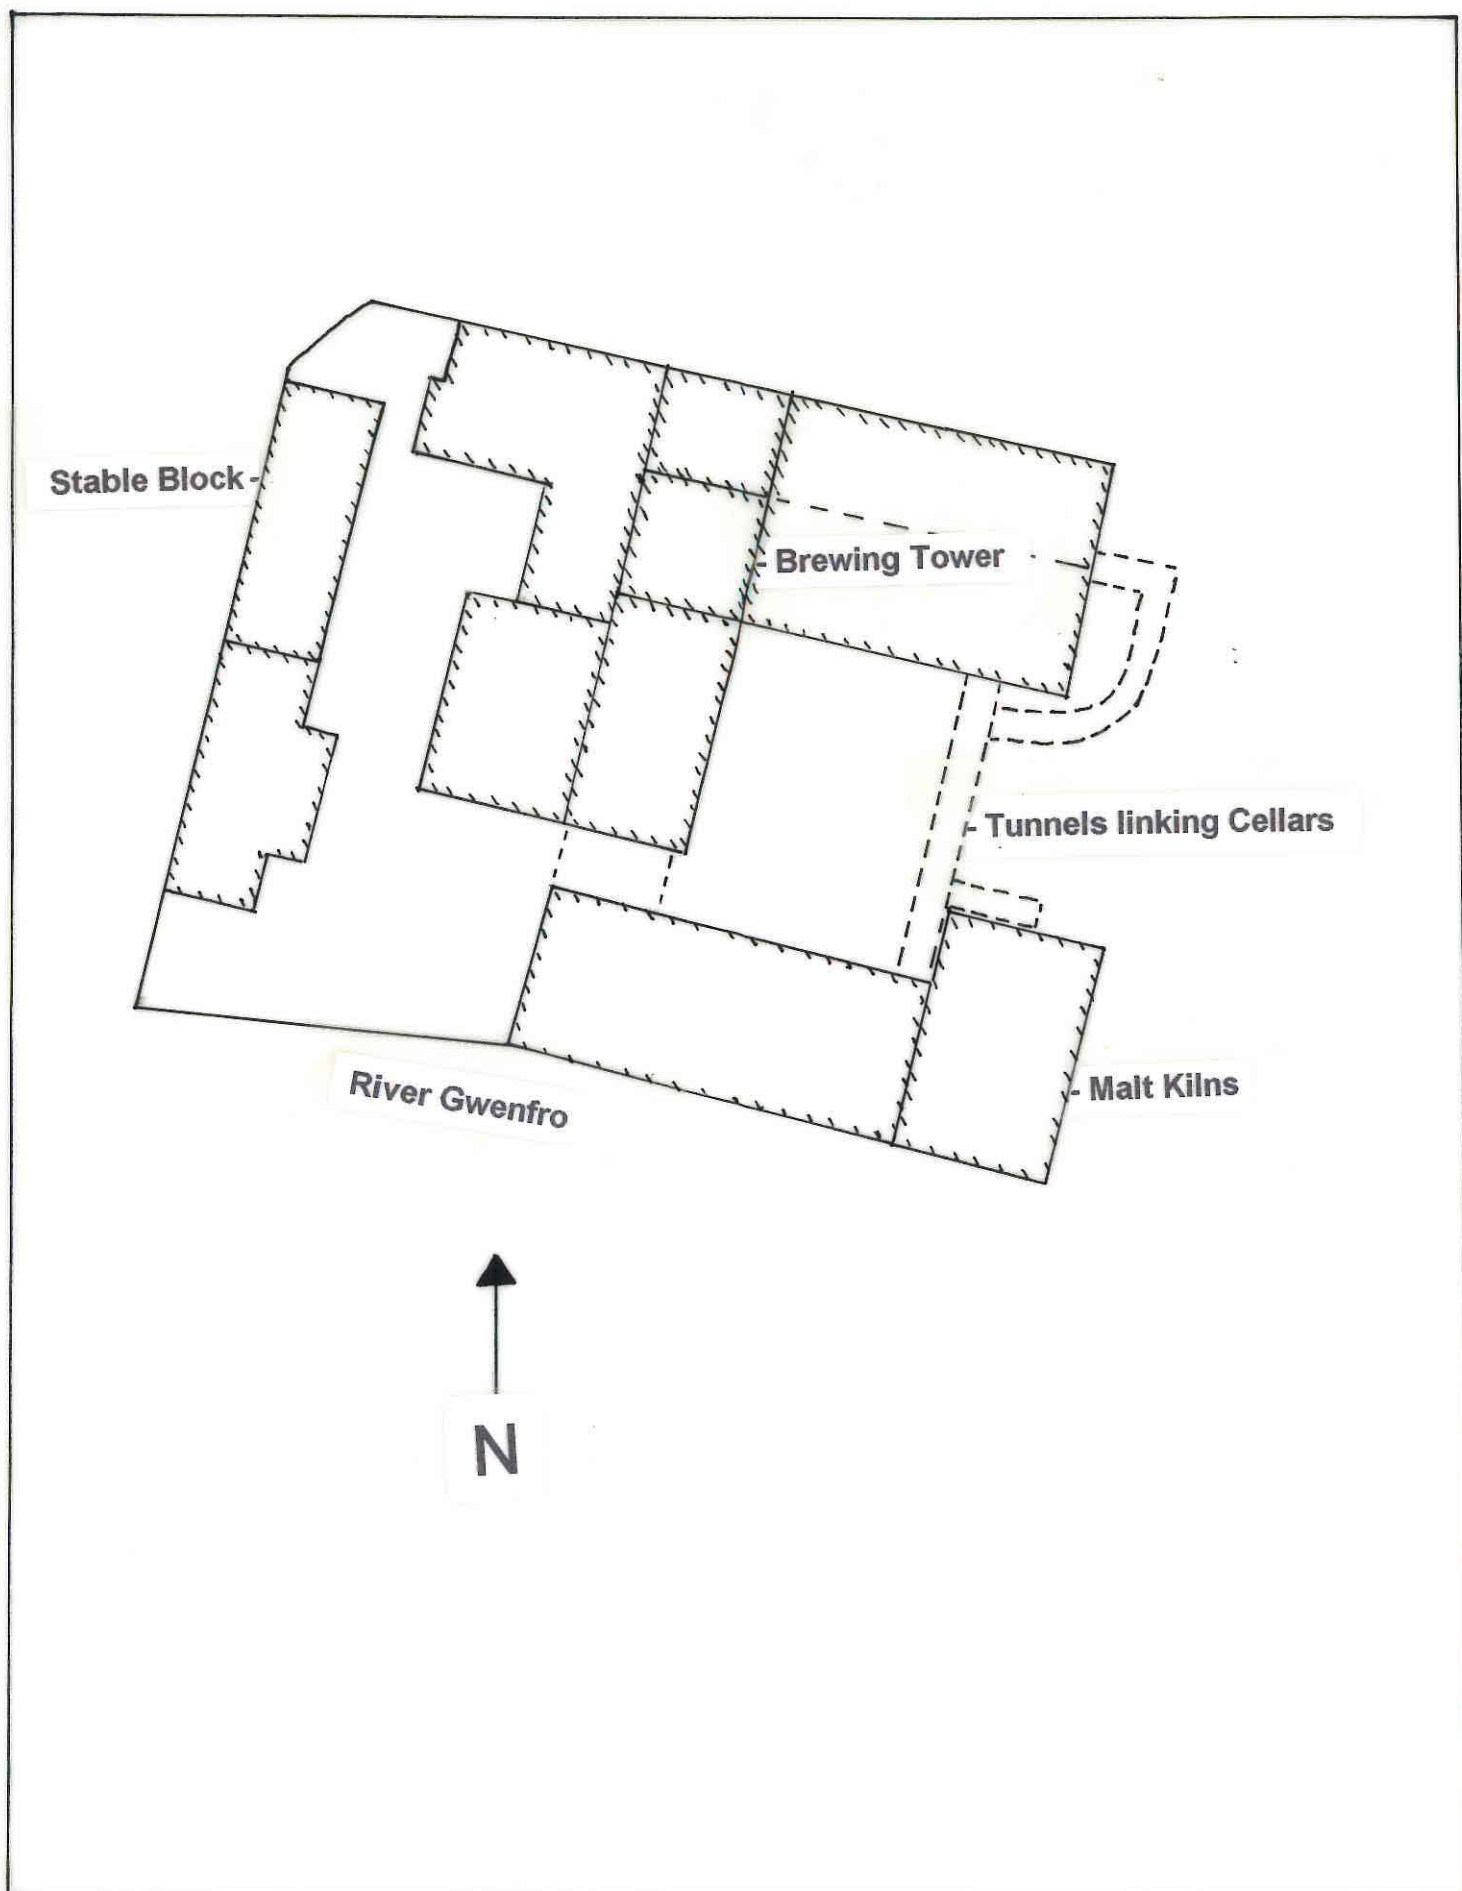 Stable Block-
- Brewing Tower
- Tunnels linking Cellars
- Malt Kilns
River Gwenfro
N